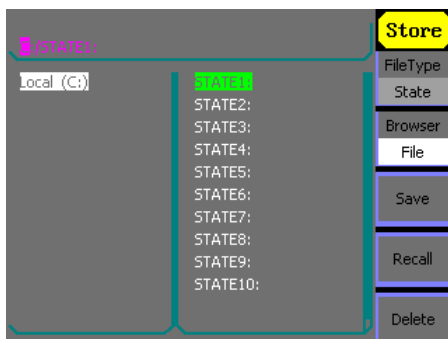 Store
C:/STATE1:
FileType
State
Browser
File
Save
Recall
Delete
Local (C:)
STATE1:
STATE2:
STATE3:
STATE4:
STATE5:
STATE6:
STATE7:
STATE8:
STATE9:
STATE10: